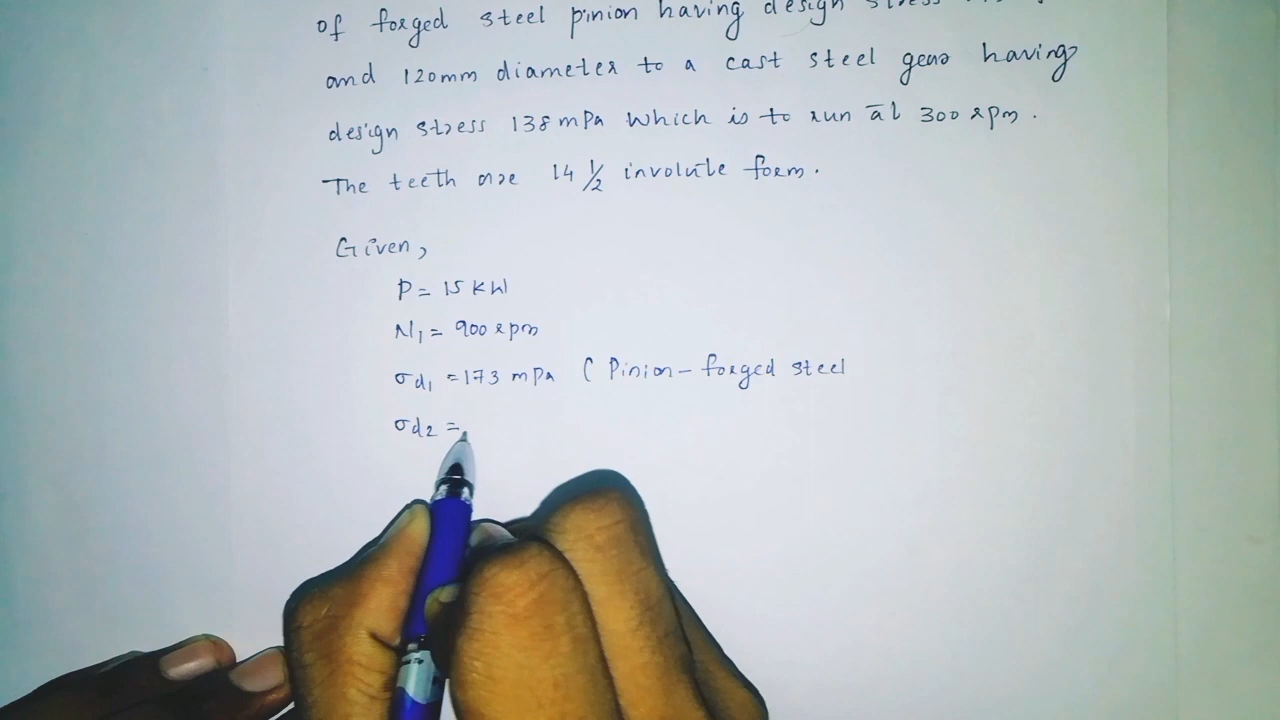 of forged steel pinion having design stress
and 120mm diameter to a cast steel gear having
design stress 138 mPa which is to run at 300 rpm.
The teeth are 14 1/2 involute form.
Given,
P = 15 KW
N1 = 900 rpm
σd1 = 173 mPa ( Pinion - forged steel
σd2 =